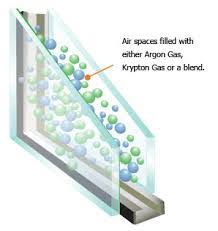 Air spaces filled with
either Argon Gas,
Krypton Gas or a blend.